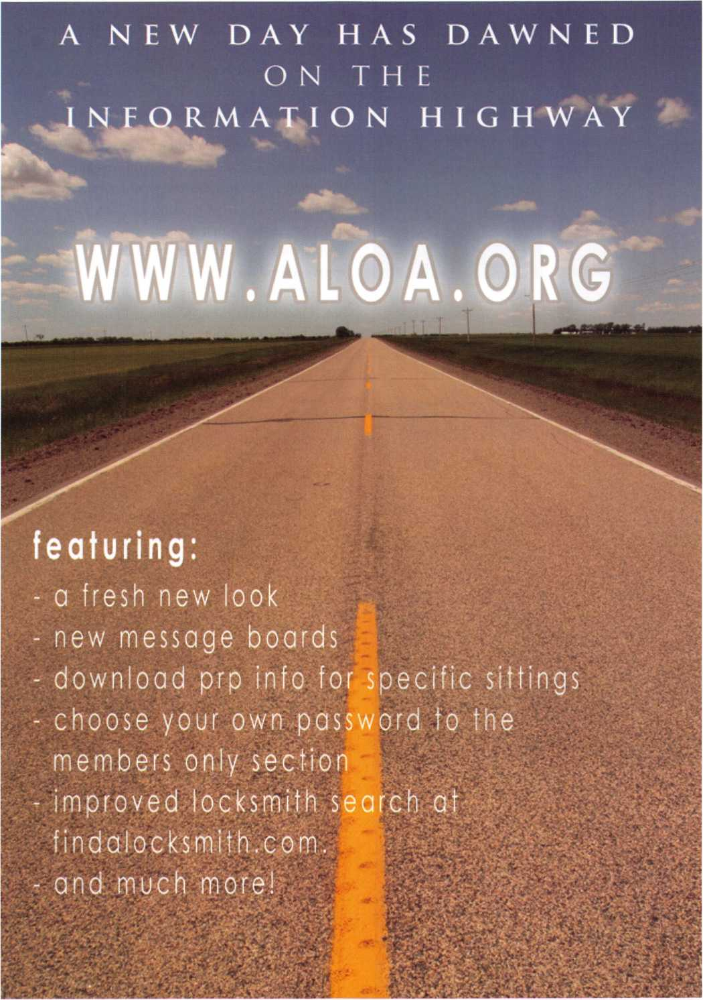 A NEW DAY HAS DAWNED
ON THE
INFORMATION HIGHWAY
WWW.ALOA.ORG
featuring:
- a fresh new look
- new message boards
- download prp info for specific sittings
- choose your own password to the
members only section
- improved locksmith search at
findalocksmith.com.
- and much more!